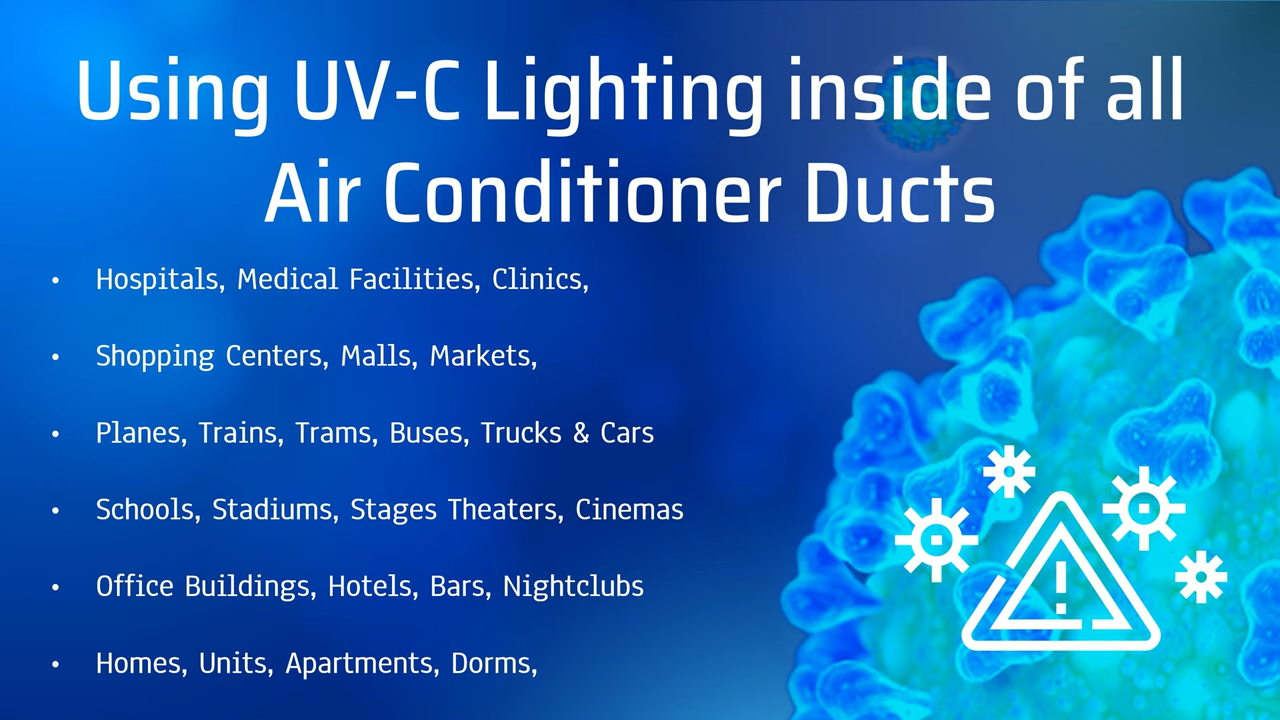 Using UV-C Lighting inside of all
Air Conditioner Ducts
• Hospitals, Medical Facilities, Clinics,
• Shopping Centers, Malls, Markets,
• Planes, Trains, Trams, Buses, Trucks & Cars
• Schools, Stadiums, Stages Theaters, Cinemas
• Office Buildings, Hotels, Bars, Nightclubs
• Homes, Units, Apartments, Dorms,